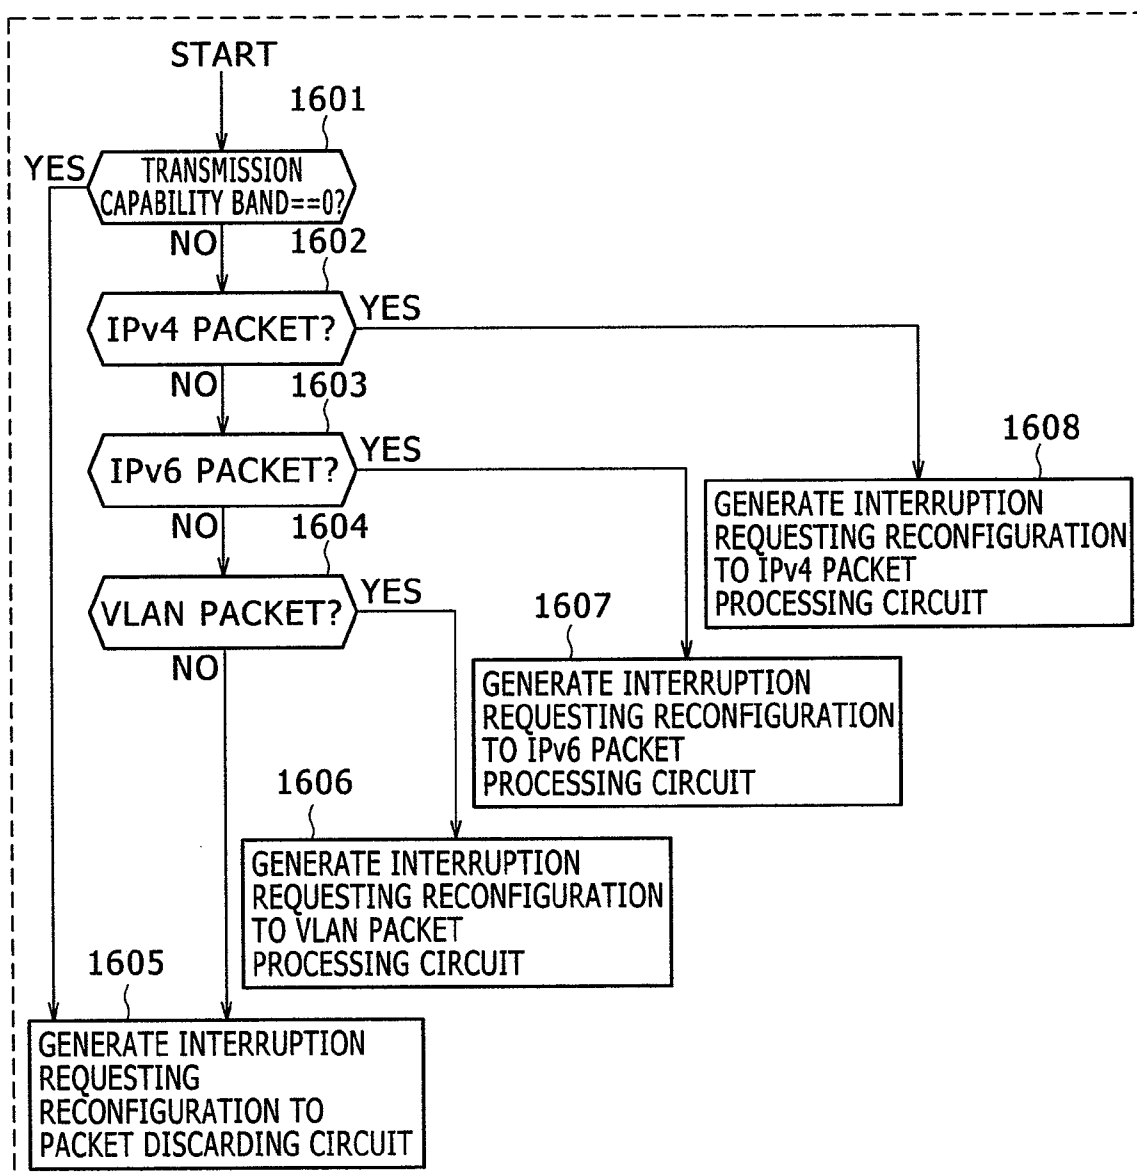 START
1601
YES
TRANSMISSION
CAPABILITY BAND==0?
NO
1602
IPv4 PACKET?
YES
NO
1603
IPv6 PACKET?
YES
1608
GENERATE INTERRUPTION
REQUESTING RECONFIGURATION
TO IPv4 PACKET
PROCESSING CIRCUIT
NO
1604
VLAN PACKET?
YES
1607
GENERATE INTERRUPTION
REQUESTING RECONFIGURATION
TO IPv6 PACKET
PROCESSING CIRCUIT
NO
1606
GENERATE INTERRUPTION
REQUESTING RECONFIGURATION
TO VLAN PACKET
PROCESSING CIRCUIT
1605
GENERATE INTERRUPTION
REQUESTING
RECONFIGURATION TO
PACKET DISCARDING CIRCUIT